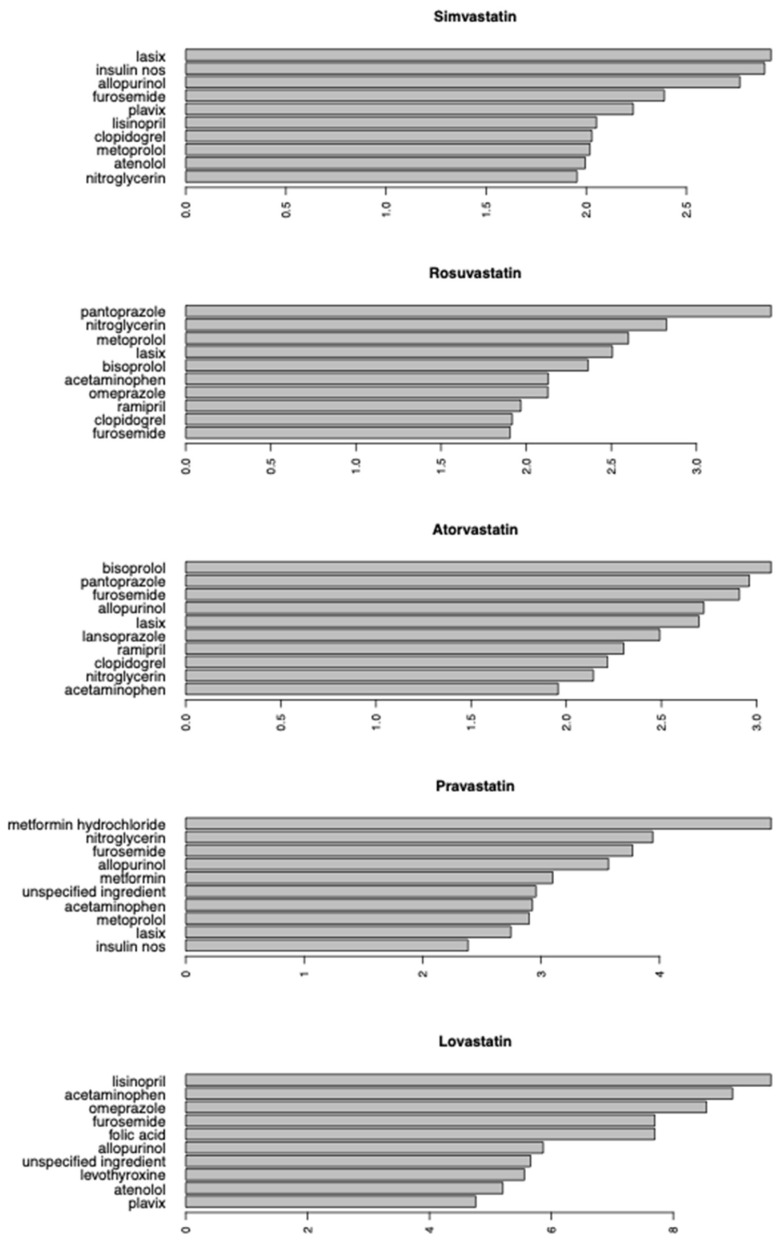 Simvastatin
lasix
insulin nos
allopurinol
furosemide
plavix
lisinopril
clopidogrel
metoprolol
atenolol
nitroglycerin
0.0 0.5 1.0 1.5 2.0 2.5
Rosuvastatin
pantoprazole
nitroglycerin
metoprolol
lasix
bisoprolol
acetaminophen
omeprazole
ramipril
clopidogrel
furosemide
0.0 0.5 1.0 1.5 2.0 2.5 3.0
Atorvastatin
bisoprolol
pantoprazole
furosemide
allopurinol
lasix
lansoprazole
ramipril
clopidogrel
nitroglycerin
acetaminophen
0.0 0.5 1.0 1.5 2.0 2.5 3.0
Pravastatin
metformin hydrochloride
nitroglycerin
furosemide
allopurinol
metformin
unspecified ingredient
acetaminophen
metoprolol
lasix
insulin nos
0 1 2 3 4
Lovastatin
lisinopril
acetaminophen
omeprazole
furosemide
folic acid
allopurinol
unspecified ingredient
levothyroxine
atenolol
plavix
0 2 4 6 8